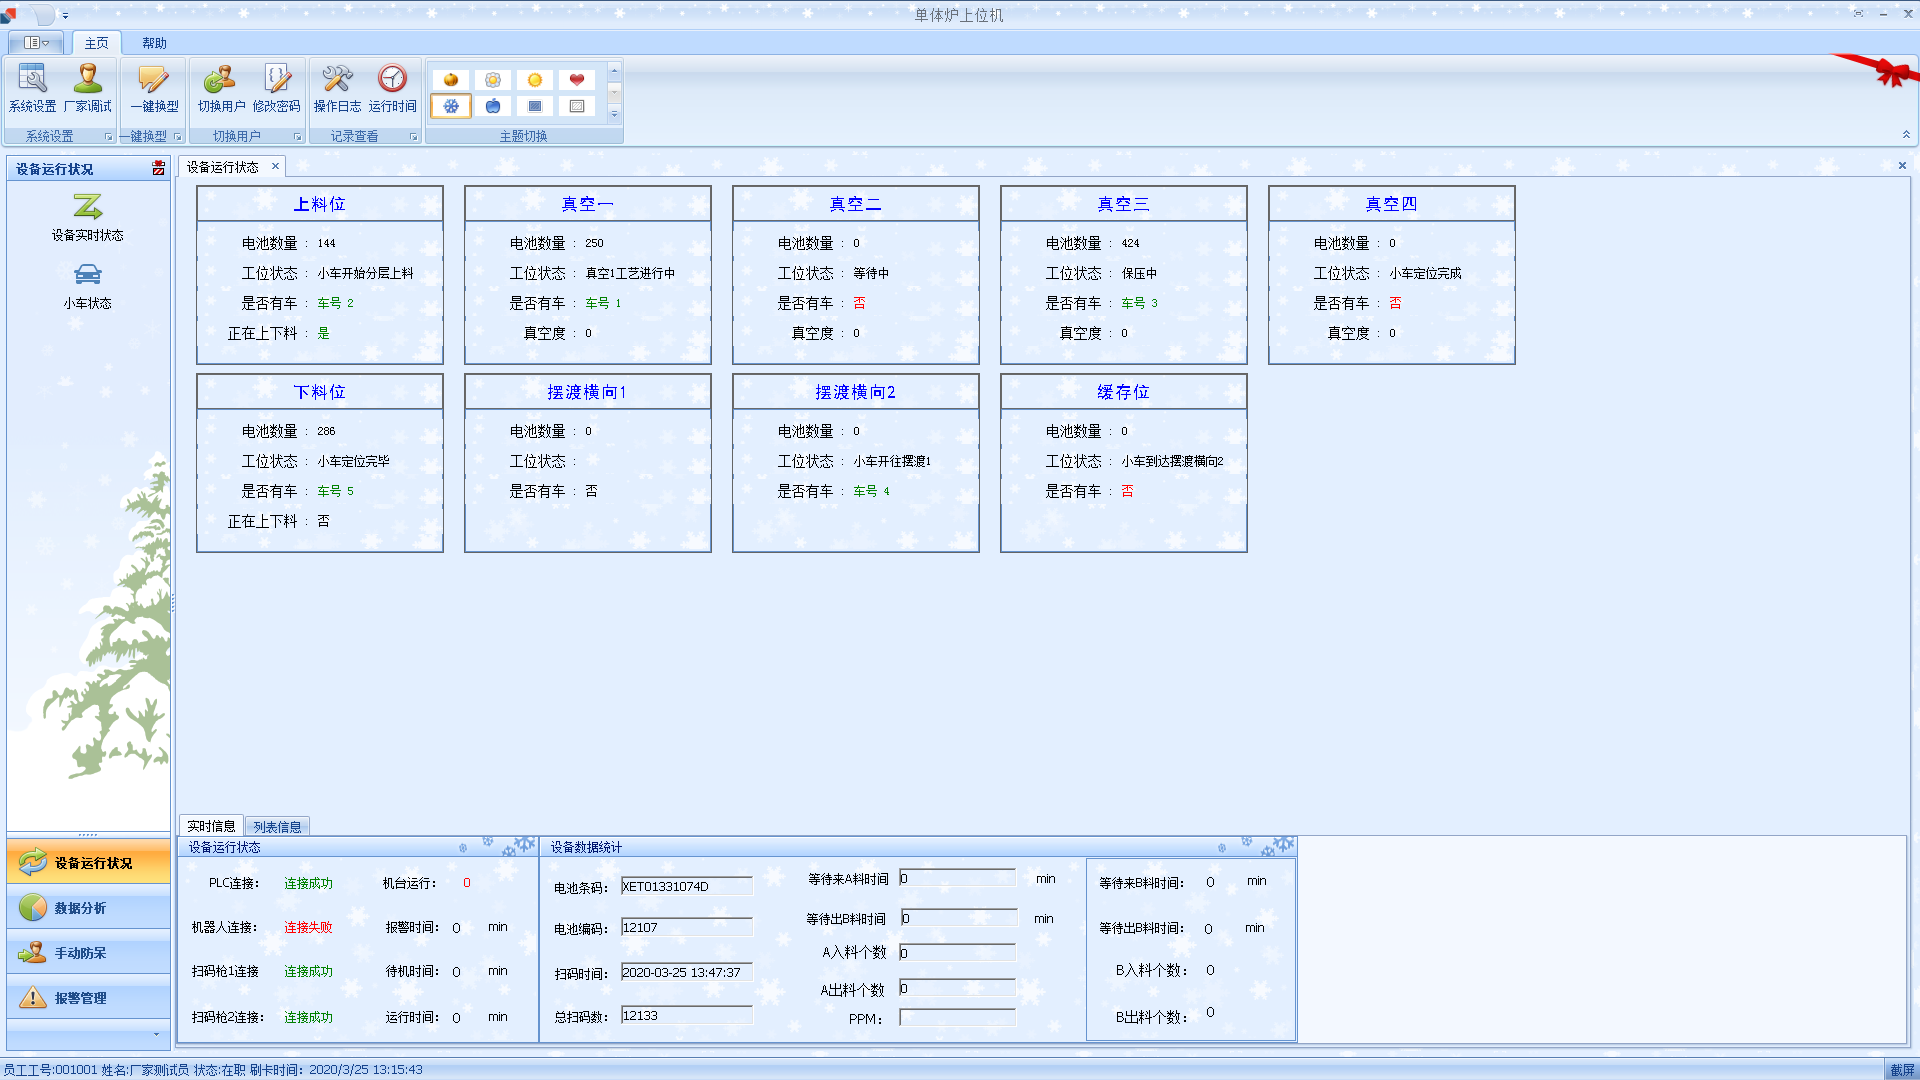 单体炉上位机
主页 帮助
系统设置 厂家调试 一键换型 切换用户 修改密码 操作日志 运行时间
系统设置 一键换型 切换用户 记录查看 主题切换
设备运行状况
设备实时状态
小车状态
设备运行状态
上料位
电池数量 : 144
工位状态 : 小车开始分层上料
是否有车 : 车号 2
正在上下料 : 是
真空一
电池数量 : 250
工位状态 : 真空1工艺进行中
是否有车 : 车号 1
真空度 : 0
真空二
电池数量 : 0
工位状态 : 等待中
是否有车 : 否
真空度 : 0
真空三
电池数量 : 424
工位状态 : 保压中
是否有车 : 车号 3
真空度 : 0
真空四
电池数量 : 0
工位状态 : 小车定位完成
是否有车 : 否
真空度 : 0
下料位
电池数量 : 286
工位状态 : 小车定位完毕
是否有车 : 车号 5
正在上下料 : 否
摆渡横向1
电池数量 : 0
工位状态 :
是否有车 : 否
摆渡横向2
电池数量 : 0
工位状态 : 小车开往摆渡1
是否有车 : 车号 4
缓存位
电池数量 : 0
工位状态 : 小车到达摆渡横向2
是否有车 : 否
设备运行状况
数据分析
手动防呆
报警管理
实时信息 列表信息
设备运行状态
PLC连接: 连接成功 机台运行: 0
机器人连接: 连接失败 报警时间: 0 min
扫码枪1连接 连接成功 待机时间: 0 min
扫码枪2连接: 连接成功 运行时间: 0 min
设备数据统计
电池条码: XET01331074D
电池编码: 12107
扫码时间: 2020-03-25 13:47:37
总扫码数: 12133
等待来A料时间 0 min
等待出B料时间 0 min
A入料个数 0
A出料个数 0
PPM:
等待来B料时间: 0 min
等待出B料时间: 0 min
B入料个数: 0
B出料个数: 0
员工工号:001001 姓名:厂家测试员 状态:在职 刷卡时间: 2020/3/25 13:15:43
截屏